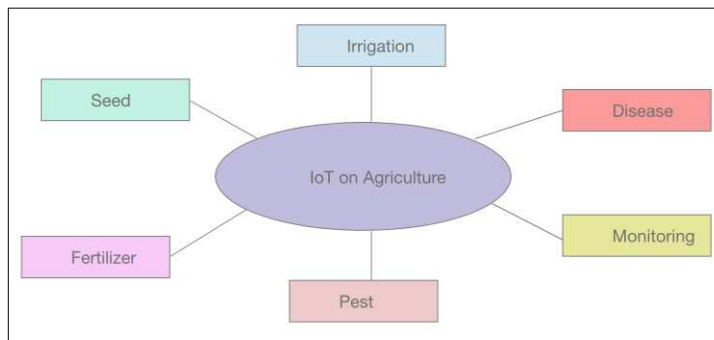 Irrigation
Seed
Disease
IoT on Agriculture
Fertilizer
Monitoring
Pest